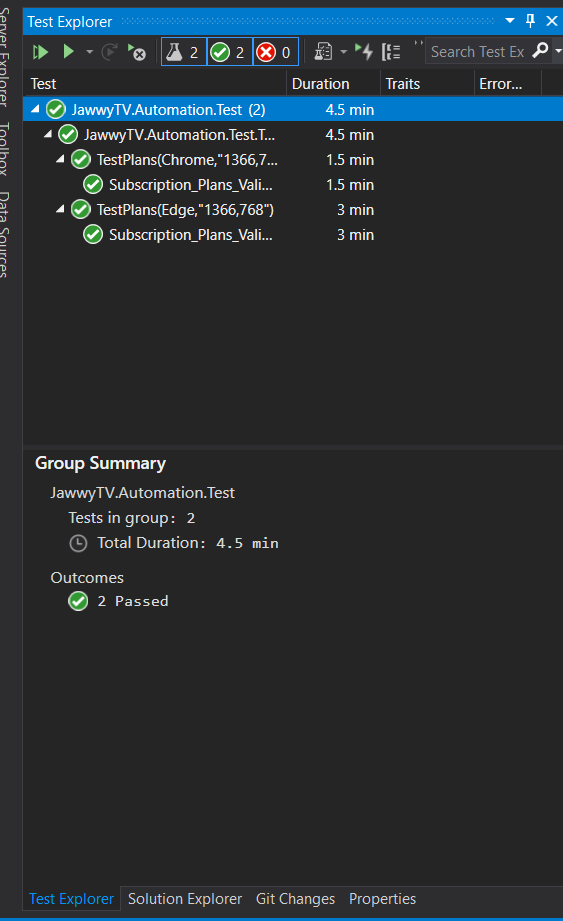 Test Explorer
2 2 0 Search Test Ex
Test Duration Traits Error...
JawwyTV.Automation.Test (2) 4.5 min
JawwyTV.Automation.Test.T... 4.5 min
TestPlans(Chrome,"1366,7... 1.5 min
Subscription_Plans_Vali... 1.5 min
TestPlans(Edge,"1366,768") 3 min
Subscription_Plans_Vali... 3 min
Server Explorer
Toolbox
Data Sources
Group Summary
JawwyTV.Automation.Test
Tests in group: 2
Total Duration: 4.5 min
Outcomes
2 Passed
Test Explorer Solution Explorer Git Changes Properties